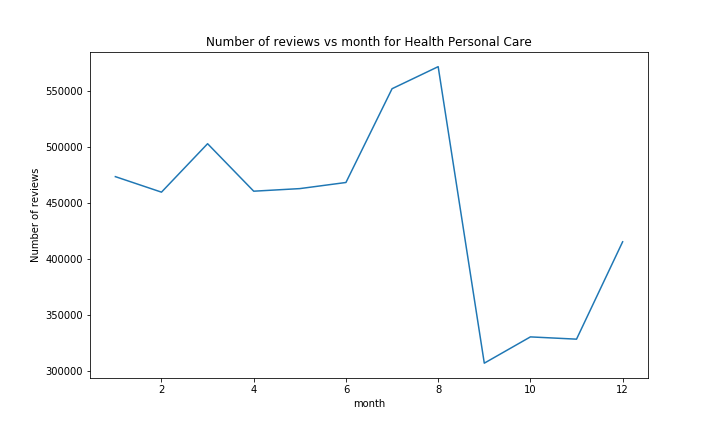 Number of reviews vs month for Health Personal Care
550000
500000
450000
400000
350000
300000
Number of reviews
2 4 6 8 10 12
month